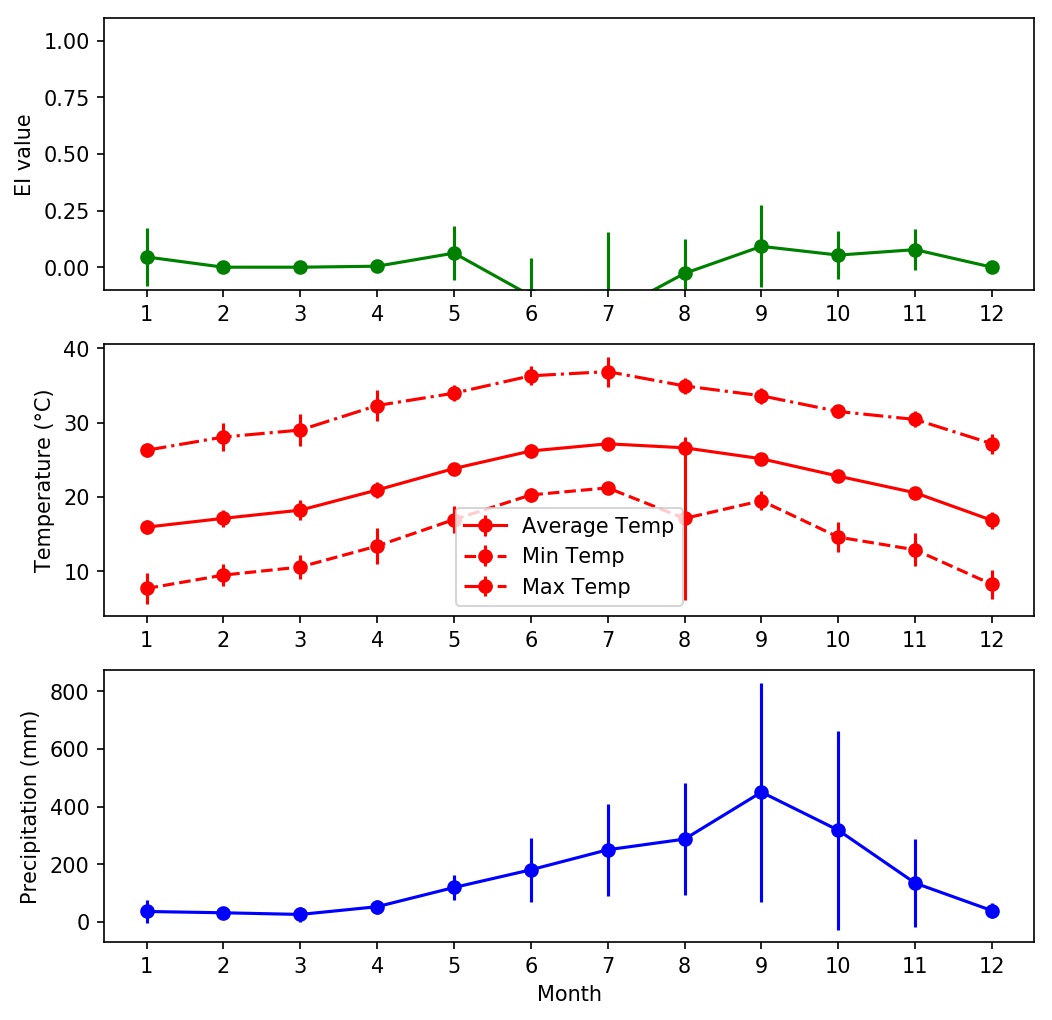 EI value
1.00
0.75
0.50
0.25
0.00
1 2 3 4 5 6 7 8 9 10 11 12
Temperature (°C)
40
30
20
10
Average Temp
Min Temp
Max Temp
1 2 3 4 5 6 7 8 9 10 11 12
Precipitation (mm)
800
600
400
200
0
1 2 3 4 5 6 7 8 9 10 11 12
Month